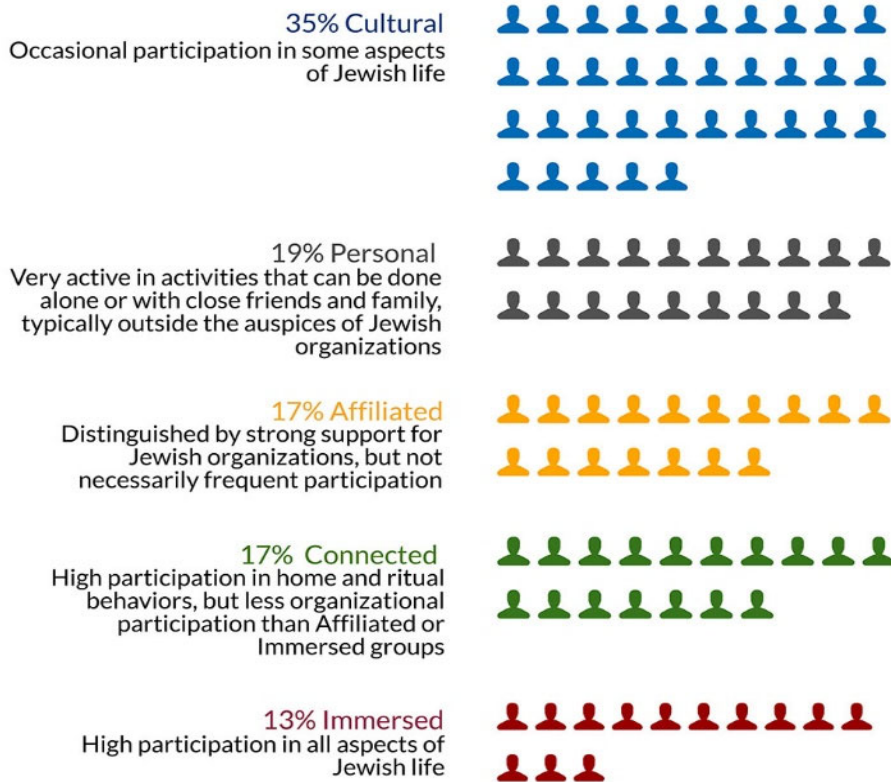 35% Cultural
Occasional participation in some aspects
of Jewish life
19% Personal
Very active in activities that can be done
alone or with close friends and family,
typically outside the auspices of Jewish
organizations
17% Affiliated
Distinguished by strong support for
Jewish organizations, but not
necessarily frequent participation
17% Connected
High participation in home and ritual
behaviors, but less organizational
participation than Affiliated or
Immersed groups
13% Immersed
High participation in all aspects of
Jewish life